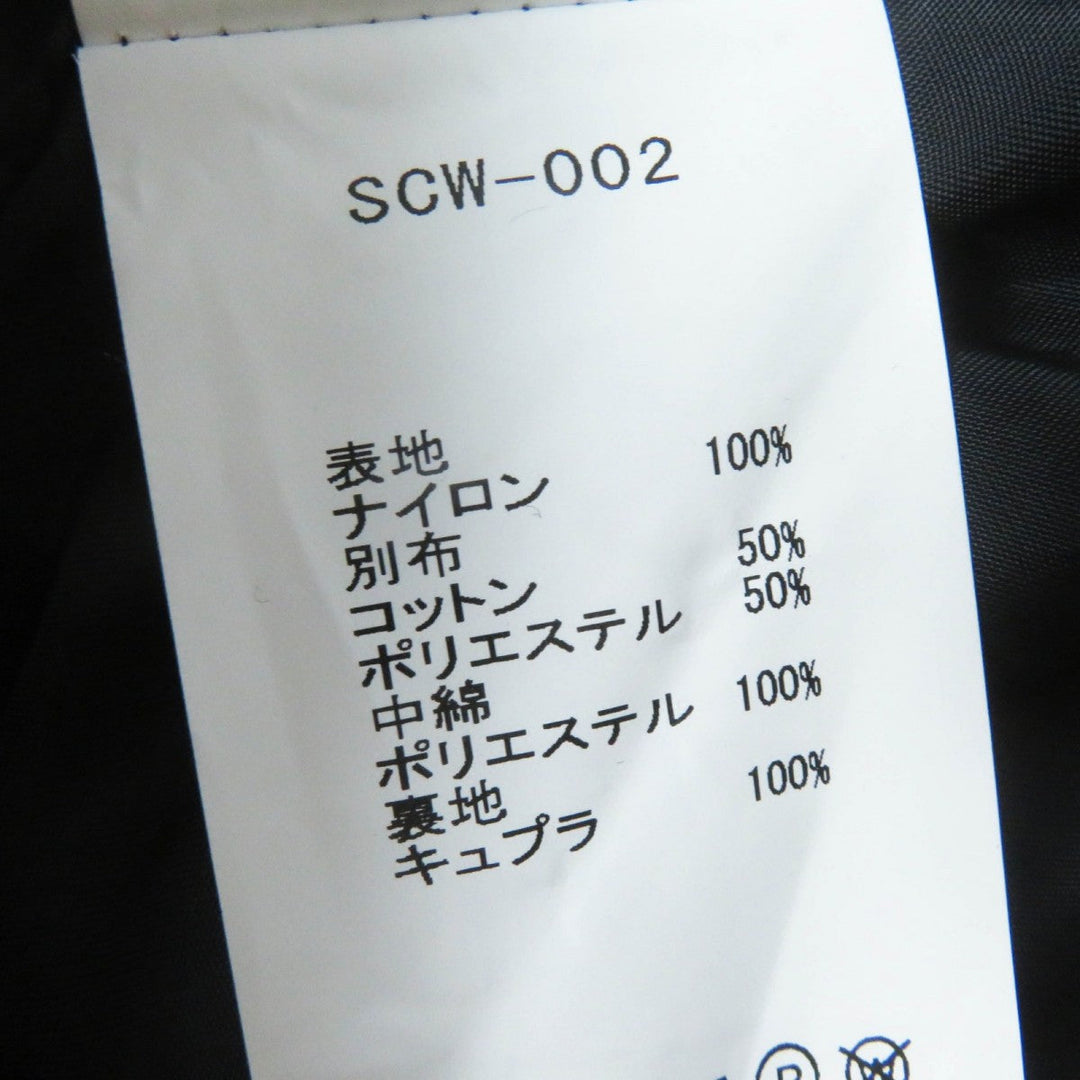 SCW-002
表地
ナイロン 100%
別布
コットン 50%
ポリエステル 50%
中綿
ポリエステル 100%
裏地
キュプラ 100%
P W